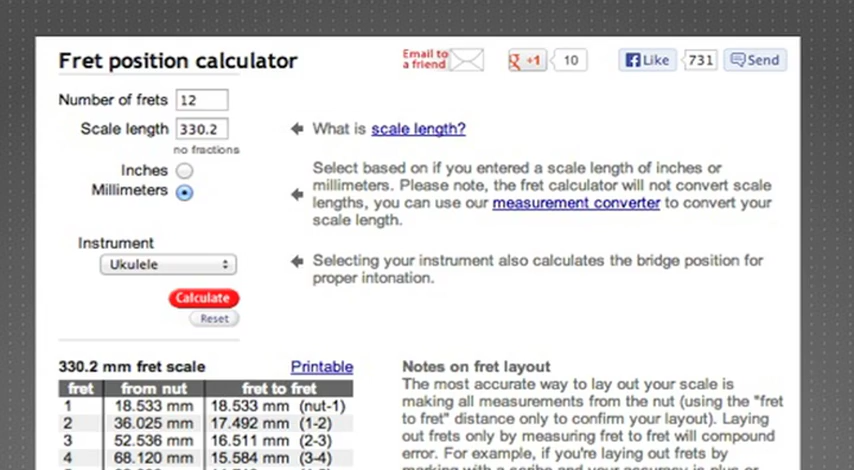 Fret position calculator
Email to a friend
g +1 10
Like 731 Send
Number of frets 12
Scale length 330.2
What is scale length?
no fractions
Inches
Millimeters
Select based on if you entered a scale length of inches or
millimeters. Please note, the fret calculator will not convert scale
lengths, you can use our measurement converter to convert your
scale length.
Instrument
Ukulele
Selecting your instrument also calculates the bridge position for
proper intonation.
Calculate
Reset
330.2 mm fret scale Printable
fret from nut fret to fret
1 18.533 mm 18.533 mm (nut-1)
2 36.025 mm 17.492 mm (1-2)
3 52.536 mm 16.511 mm (2-3)
4 68.120 mm 15.584 mm (3-4)
Notes on fret layout
The most accurate way to lay out your scale is
making all measurements from the nut (using the "fret
to fret" distance only to confirm your layout). Laying
out frets only by measuring fret to fret will compound
error. For example, if you're laying out frets by
marking with a scribe and your accuracy is plus or